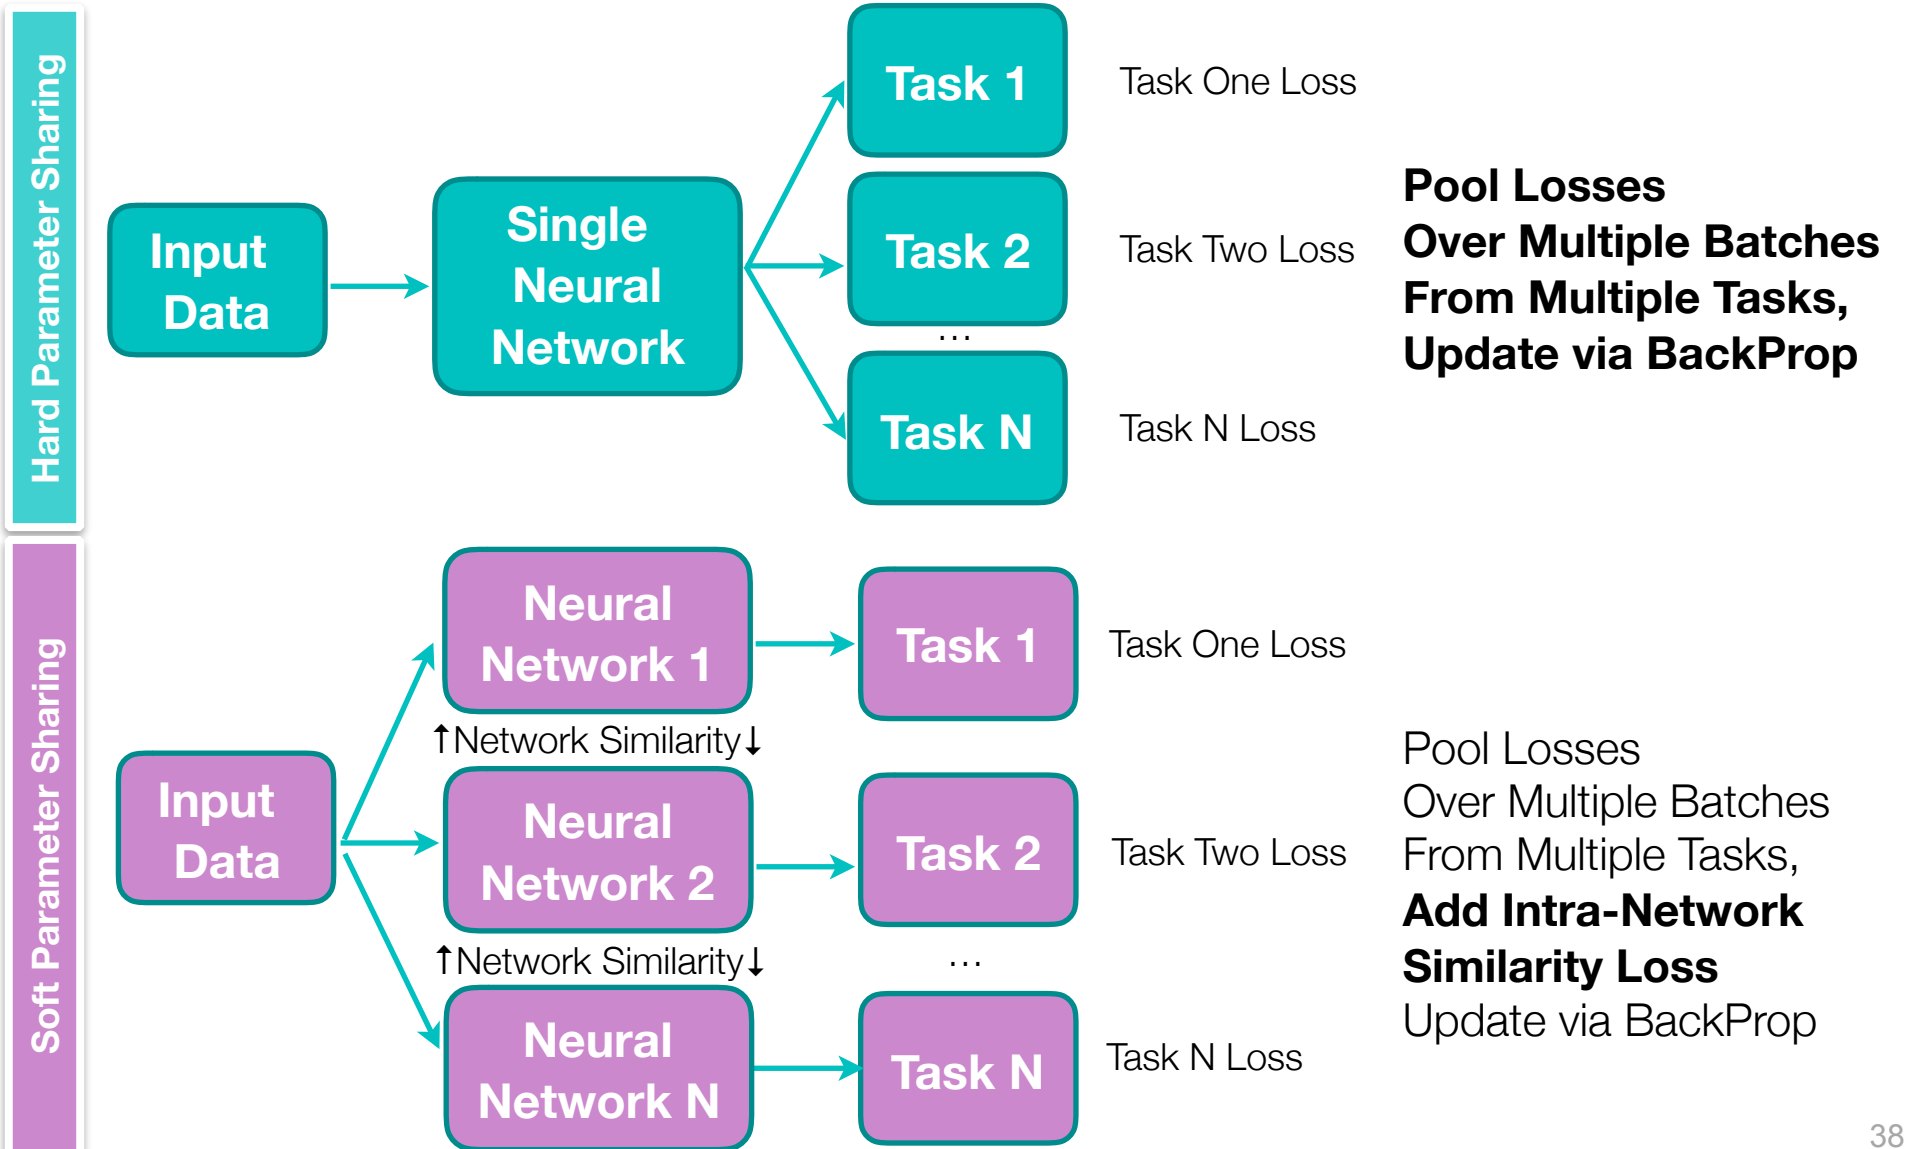 Hard Parameter Sharing
Input
Data
Single
Neural
Network
Task 1
Task 2
...
Task N
Task One Loss
Task Two Loss
Task N Loss
Pool Losses
Over Multiple Batches
From Multiple Tasks,
Update via BackProp
Soft Parameter Sharing
Input
Data
Neural
Network 1
↑Network Similarity↓
Neural
Network 2
↑Network Similarity↓
Neural
Network N
Task 1
Task 2
...
Task N
Task One Loss
Task Two Loss
Task N Loss
Pool Losses
Over Multiple Batches
From Multiple Tasks,
Add Intra-Network
Similarity Loss
Update via BackProp
38